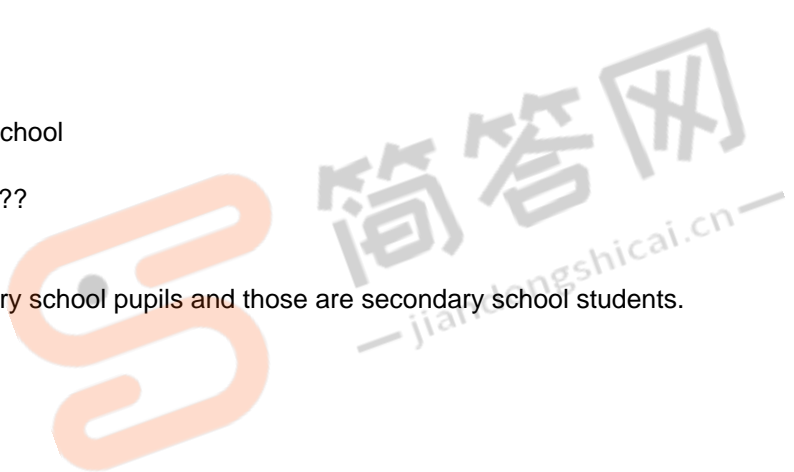 chool
??
ry school pupils and those are secondary school students.
简答网
jiandongshicai.cn